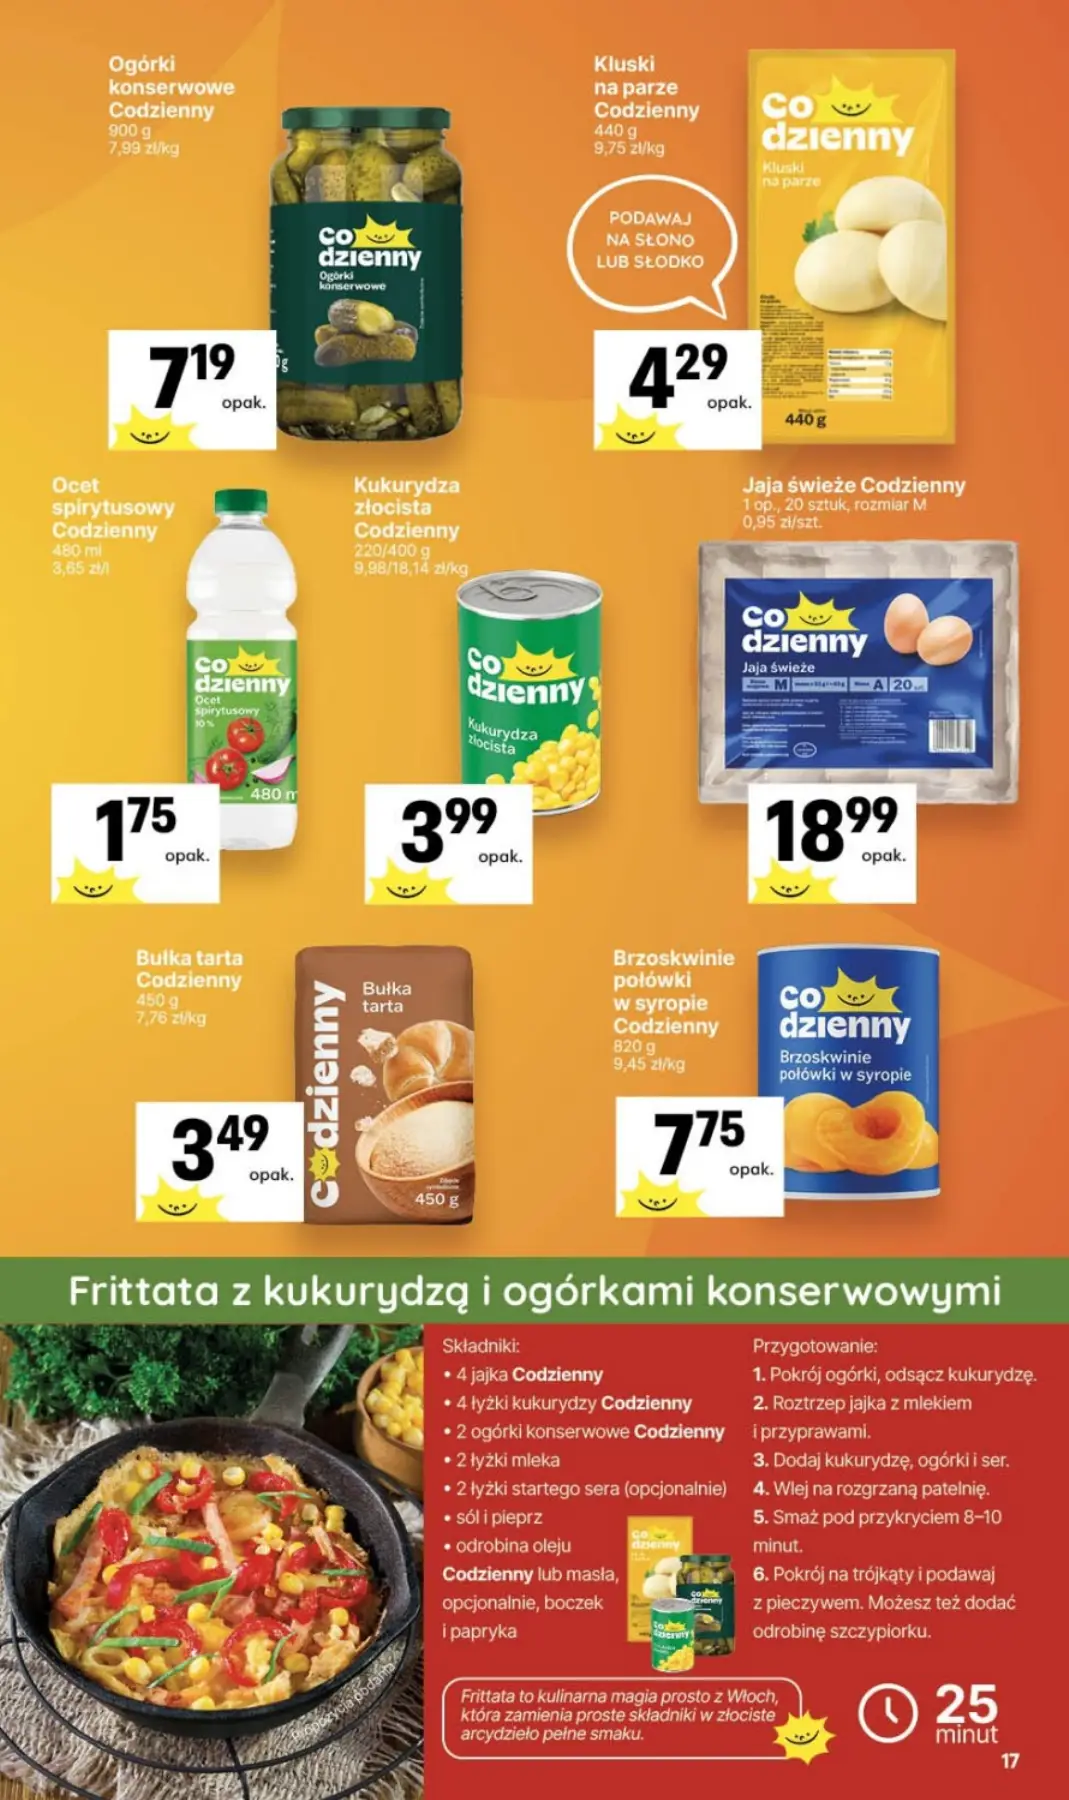 Ogórki
konserwowe
Codzienny
900 g
7,99 zł/kg
Co
dzienny
Ogórki
konserwowe
7 19
opak.
Kluski
na parze
Codzienny
440 g
9,75 zł/kg
PODAWAJ
NA SŁONO
LUB SŁODKO
Co
dzienny
Kluski
na parze
440 g
4 29
opak.
Ocet
spirytusowy
Codzienny
480 ml
3,65 zł/l
Co
dzienny
Ocet
spirytusowy
10%
480 m
1 75
opak.
Kukurydza
złocista
Codzienny
220/400 g
9,98/18,14 zł/kg
Co
dzienny
Kukurydza
złocista
3 99
opak.
Jaja świeże Codzienny
1 op., 20 sztuk, rozmiar M
0,95 zł/szt.
Co
dzienny
Jaja świeże
M
A
20
18 99
opak.
Bułka tarta
Codzienny
450 g
7,76 zł/kg
Codzienny
Bułka
tarta
450 g
3 49
opak.
Brzoskwinie
połówki
w syropie
Codzienny
820 g
9,45 zł/kg
Co
dzienny
Brzoskwinie
połówki w syropie
7 75
opak.
Frittata z kukurydzą i ogórkami konserwowymi
Składniki:
• 4 jajka Codzienny
• 4 łyżki kukurydzy Codzienny
• 2 ogórki konserwowe Codzienny
• 2 łyżki mleka
• 2 łyżki startego sera (opcjonalnie)
• sól i pieprz
• odrobina oleju
Codzienny lub masła,
opcjonalnie, boczek
i papryka
Przygotowanie:
1. Pokrój ogórki, odsącz kukurydzę.
2. Roztrzep jajka z mlekiem
i przyprawami.
3. Dodaj kukurydzę, ogórki i ser.
4. Wlej na rozgrzaną patelnię.
5. Smaż pod przykryciem 8–10
minut.
6. Pokrój na trójkąty i podawaj
z pieczywem. Możesz też dodać
odrobinę szczypiorku.
Frittata to kulinarna magia prosto z Włoch,
która zamienia proste składniki w złociste
arcydzieło pełne smaku.
25
minut
propozycja podania
17